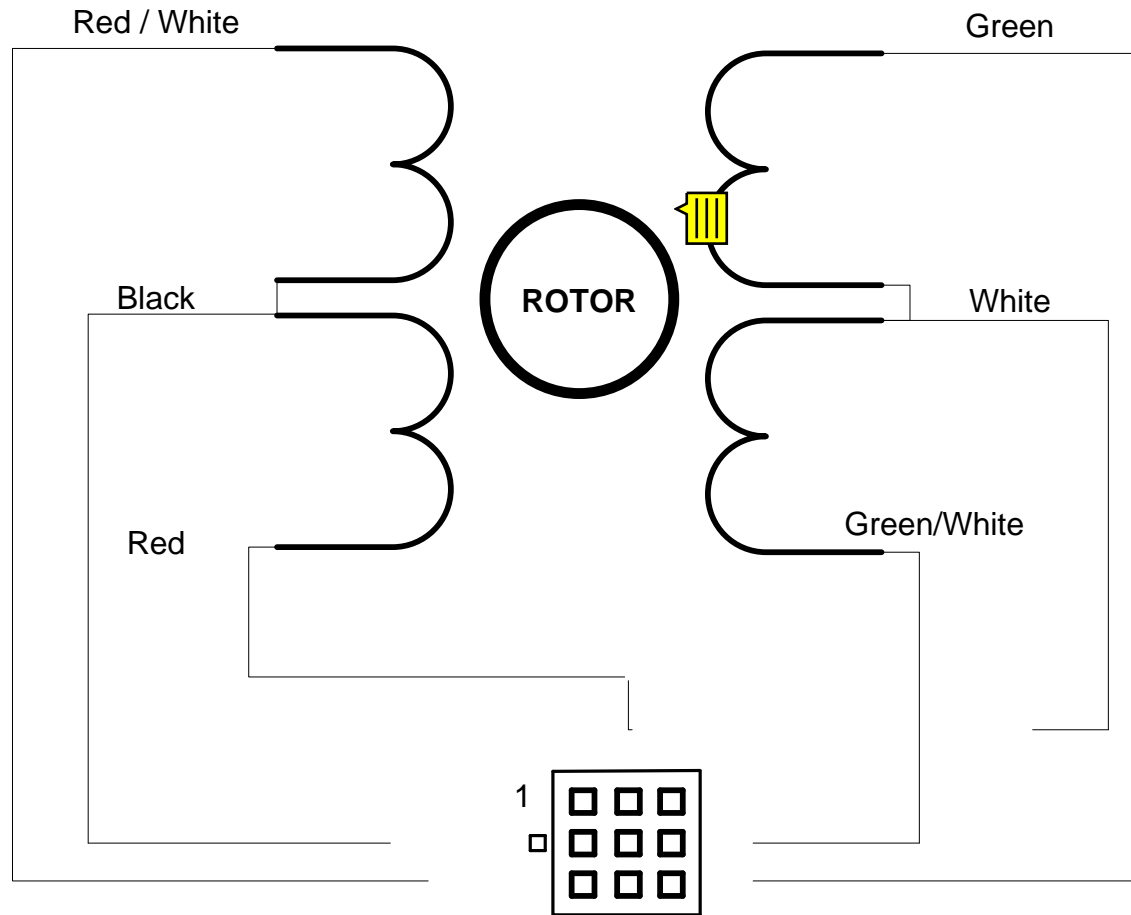 Red / White
Green
Black
ROTOR
White
Red
Green/White
1